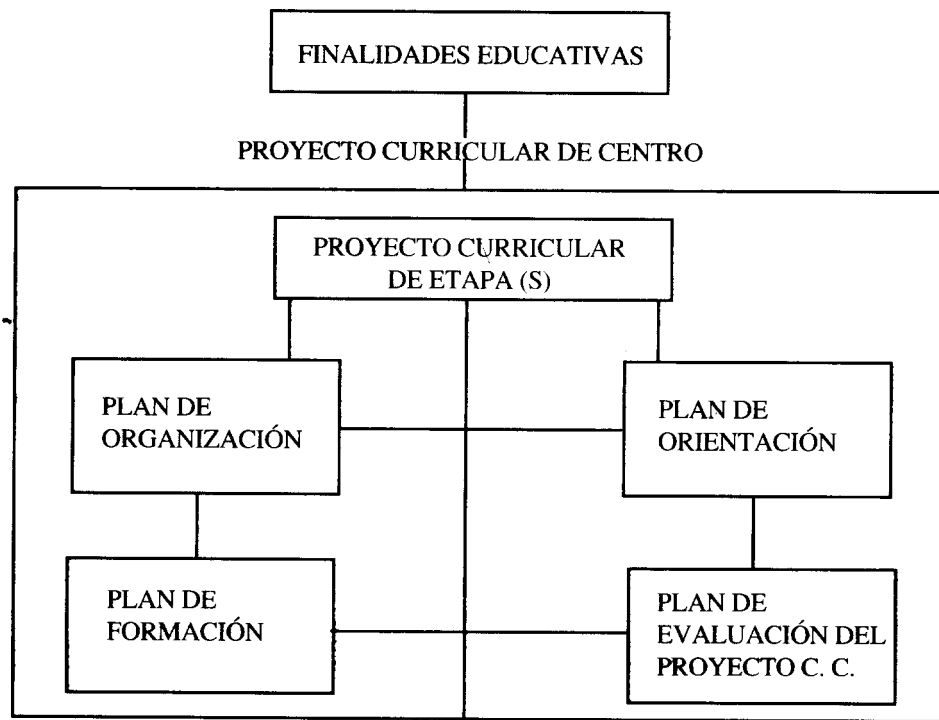 FINALIDADES EDUCATIVAS
PROYECTO CURRICULAR DE CENTRO
PROYECTO CURRICULAR
DE ETAPA (S)
PLAN DE
ORGANIZACIÓN
PLAN DE
ORIENTACIÓN
PLAN DE
FORMACIÓN
PLAN DE
EVALUACIÓN DEL
PROYECTO C. C.